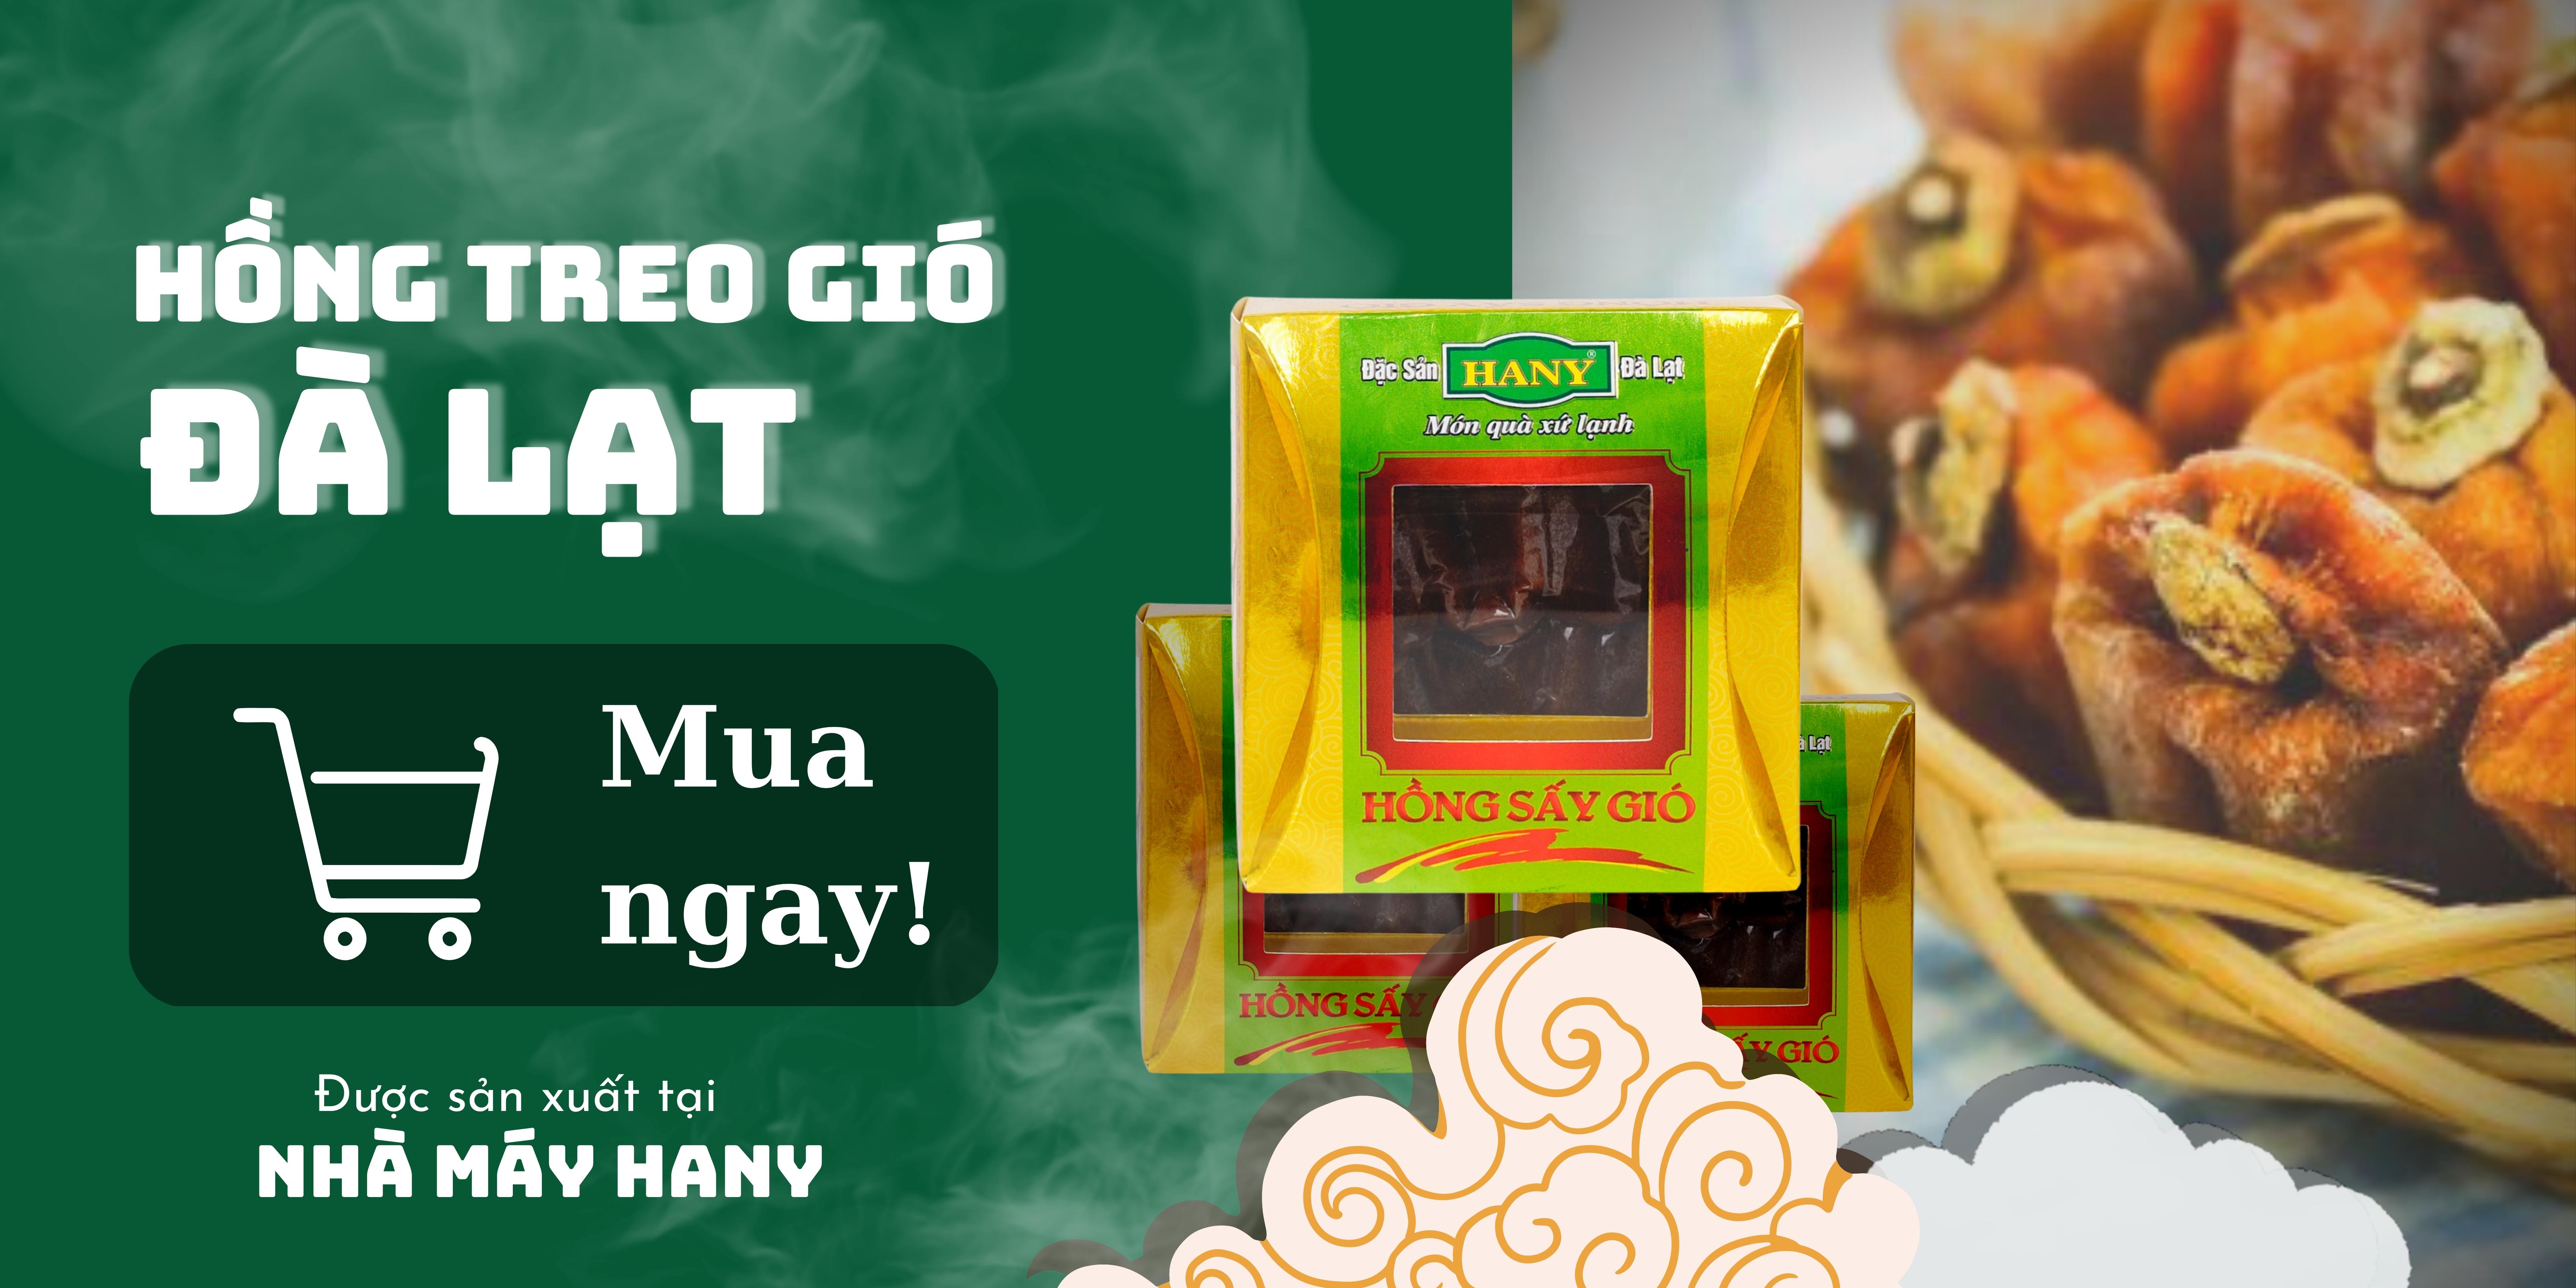 HỒNG TREO GIÓ
ĐÀ LẠT
Mua
ngay!
Được sản xuất tại
NHÀ MÁY HANY
Đặc Sản HANY® Đà Lạt
Món quà xứ lạnh
HỒNG SẤY GIÓ
Đà Lạt
HỒNG SẤY
SẤY GIÓ